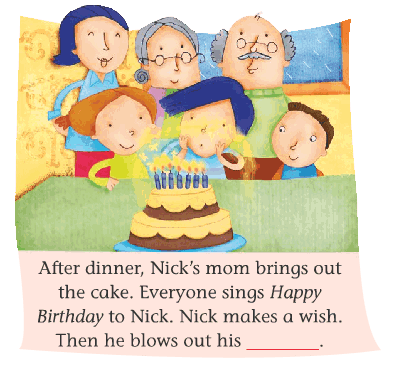 After dinner, Nick's mom brings out
the cake. Everyone sings Happy
Birthday to Nick. Nick makes a wish.
Then he blows out his ________.